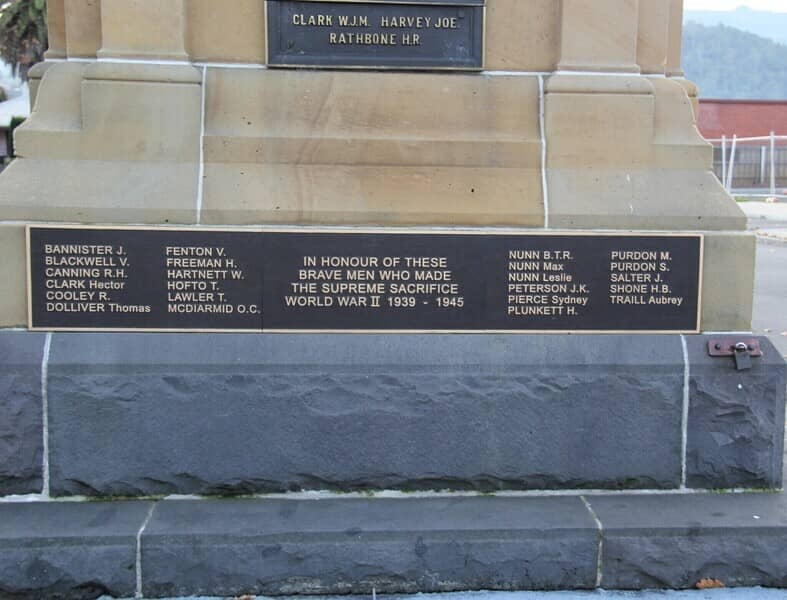 CLARK W.J.M. HARVEY JOE.
RATHBONE H.R.
BANNISTER J.
BLACKWELL V.
CANNING R.H.
CLARK Hector
COOLEY R.
DOLLIVER Thomas
FENTON V.
FREEMAN H.
HARTNETT W.
HOFTO T.
LAWLER T.
MCDIARMID O.C.
IN HONOUR OF THESE
BRAVE MEN WHO MADE
THE SUPREME SACRIFICE
WORLD WAR II 1939 - 1945
NUNN B.T.R.
NUNN Max
NUNN Leslie
PETERSON J.K.
PIERCE Sydney
PLUNKETT H.
PURDON M.
PURDON S.
SALTER J.
SHONE H.B.
TRAILL Aubrey